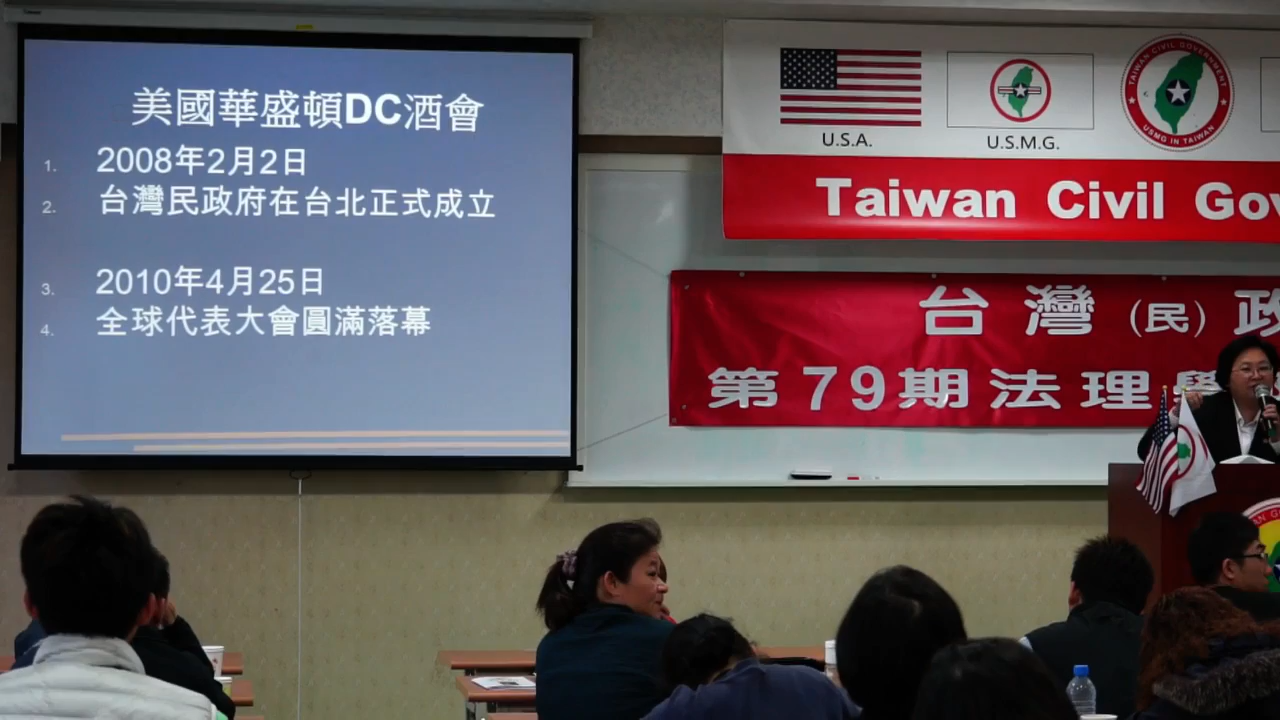 美國華盛頓DC酒會
1. 2008年2月2日
2. 台灣民政府在台北正式成立
3. 2010年4月25日
4. 全球代表大會圓滿落幕
U.S.A.
U.S.M.G.
TAIWAN CIVIL GOVERNMENT
USMG IN TAIWAN
Taiwan Civil Gov
台灣(民)政
第79期法理學